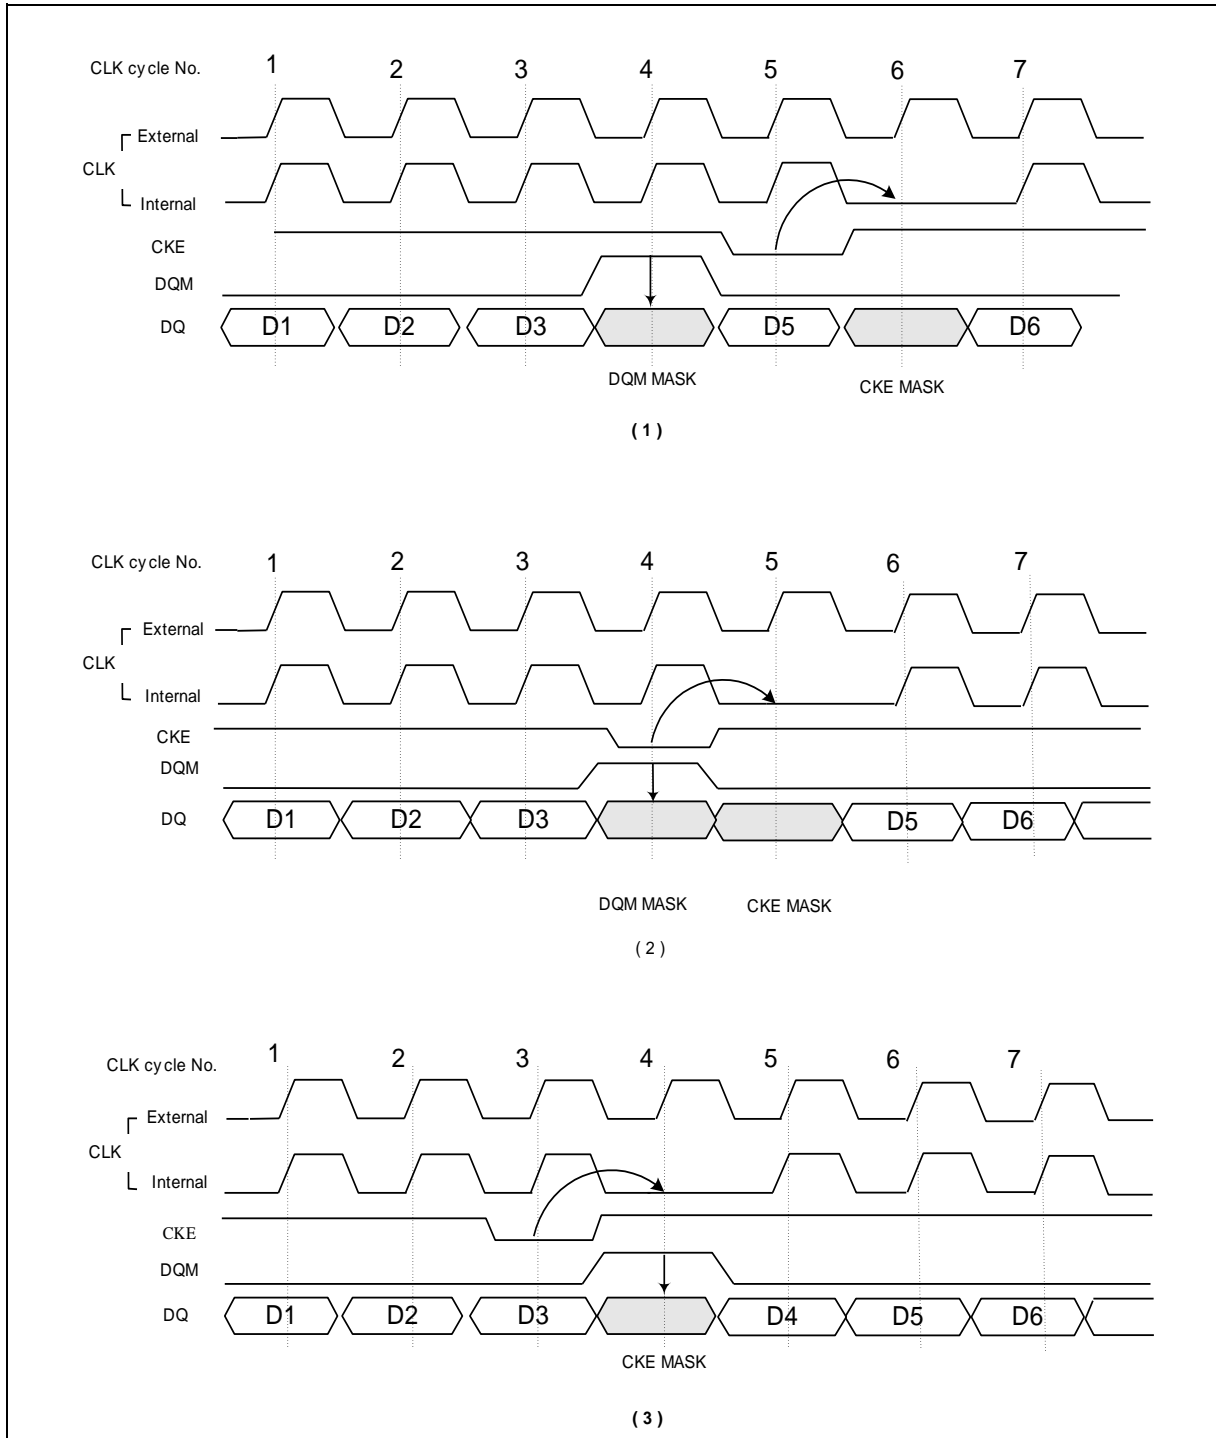 CLK cycle No. 1 2 3 4 5 6 7
External
CLK
Internal
CKE
DQM
DQ D1 D2 D3 D5 D6
DQM MASK CKE MASK
( 1 )
CLK cycle No. 1 2 3 4 5 6 7
External
CLK
Internal
CKE
DQM
DQ D1 D2 D3 D5 D6
DQM MASK CKE MASK
( 2 )
CLK cycle No. 1 2 3 4 5 6 7
External
CLK
Internal
CKE
DQM
DQ D1 D2 D3 D4 D5 D6
CKE MASK
( 3 )